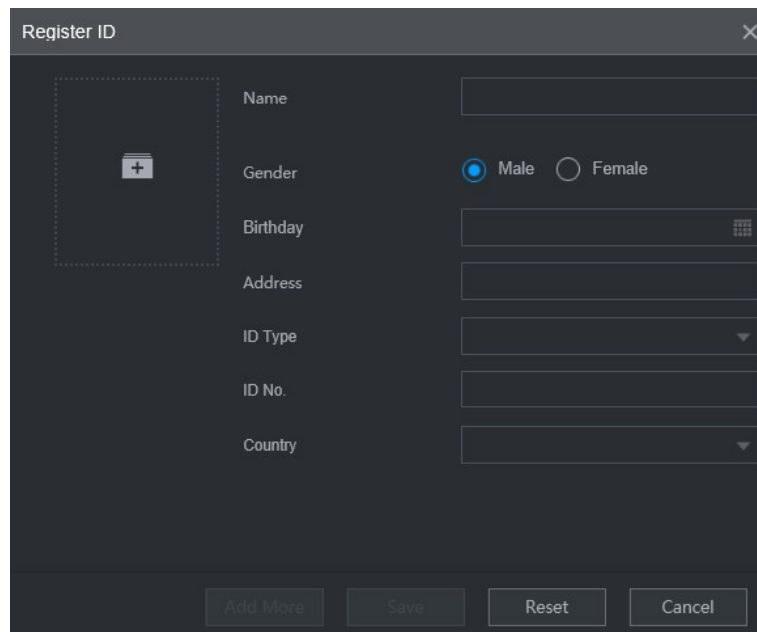 Register ID
Name
Gender
Male Female
Birthday
Address
ID Type
ID No.
Country
Add More Save Reset Cancel